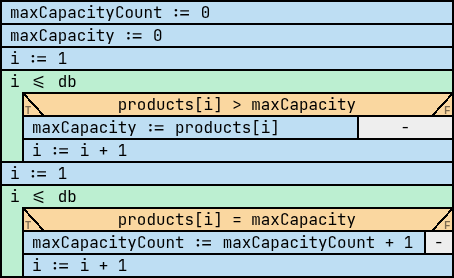 maxCapacityCount := 0
maxCapacity := 0
i := 1
i ≤ db
T products[i] > maxCapacity F
maxCapacity := products[i] -
i := i + 1
i := 1
i ≤ db
T products[i] = maxCapacity F
maxCapacityCount := maxCapacityCount + 1 -
i := i + 1